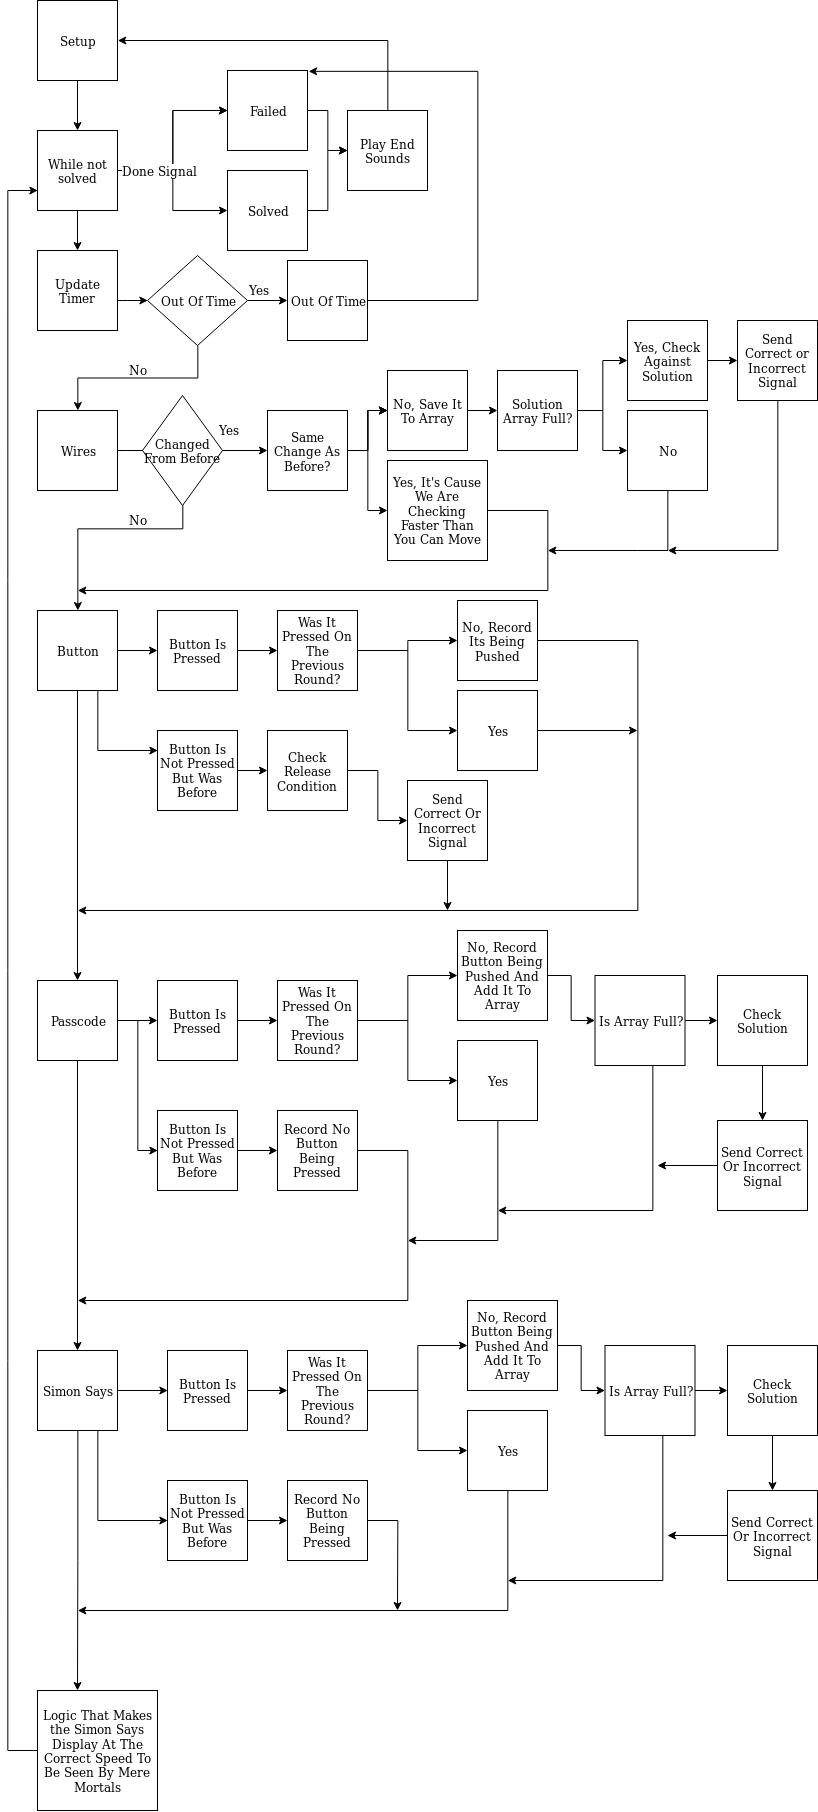 Setup
Failed
While not
solved
Done Signal
Play End
Sounds
Solved
Update
Timer
Out Of Time
Yes
Out Of Time
No
Wires
Changed
From Before
Yes
Same
Change As
Before?
No, Save It
To Array
Solution
Array Full?
Yes, Check
Against
Solution
Send
Correct or
Incorrect
Signal
No
Yes, It's Cause
We Are
Checking
Faster Than
You Can Move
No
Button
Button Is
Pressed
Was It
Pressed On
The
Previous
Round?
No, Record
Its Being
Pushed
Yes
Button Is
Not Pressed
But Was
Before
Check
Release
Condition
Send
Correct Or
Incorrect
Signal
Passcode
Button Is
Pressed
Was It
Pressed On
The
Previous
Round?
No, Record
Button Being
Pushed And
Add It To
Array
Is Array Full?
Check
Solution
Yes
Button Is
Not Pressed
But Was
Before
Record No
Button
Being
Pressed
Send Correct
Or Incorrect
Signal
Simon Says
Button Is
Pressed
Was It
Pressed On
The
Previous
Round?
No, Record
Button Being
Pushed And
Add It To
Array
Is Array Full?
Check
Solution
Yes
Button Is
Not Pressed
But Was
Before
Record No
Button
Being
Pressed
Send Correct
Or Incorrect
Signal
Logic That Makes
the Simon Says
Display At The
Correct Speed To
Be Seen By Mere
Mortals